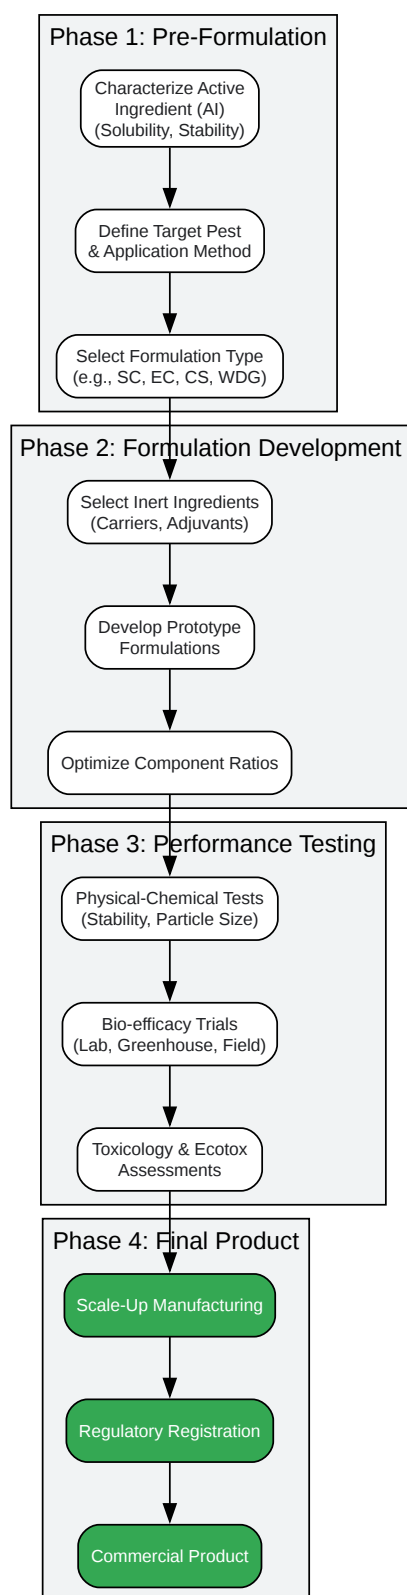 Phase 1: Pre-Formulation
Characterize Active
Ingredient (AI)
(Solubility, Stability)
Define Target Pest
& Application Method
Select Formulation Type
(e.g., SC, EC, CS, WDG)
Phase 2: Formulation Development
Select Inert Ingredients
(Carriers, Adjuvants)
Develop Prototype
Formulations
Optimize Component Ratios
Phase 3: Performance Testing
Physical-Chemical Tests
(Stability, Particle Size)
Bio-efficacy Trials
(Lab, Greenhouse, Field)
Toxicology & Ecotox
Assessments
Phase 4: Final Product
Scale-Up Manufacturing
Regulatory Registration
Commercial Product